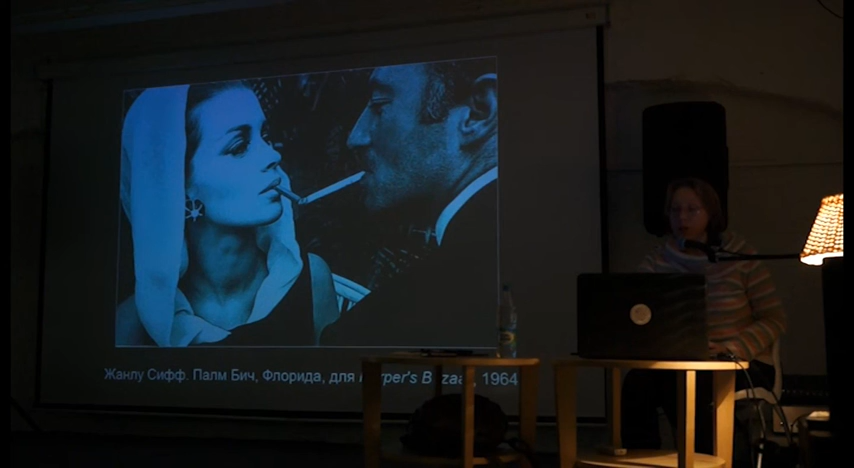 Жанлу Сифф. Палм Бич, Флорида, для Harper's Bazaar, 1964